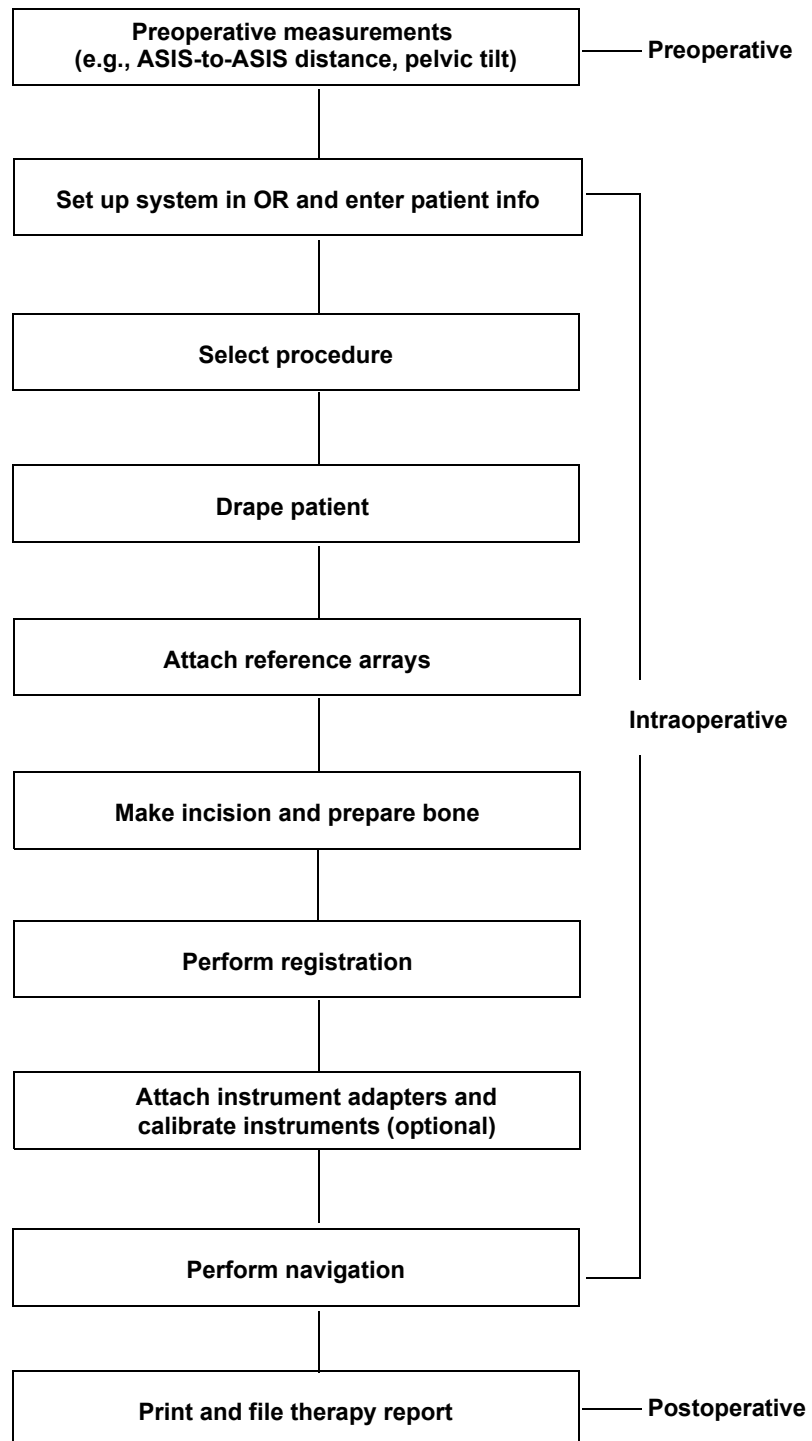 Preoperative measurements
(e.g., ASIS-to-ASIS distance, pelvic tilt)
Preoperative
Set up system in OR and enter patient info
Select procedure
Drape patient
Attach reference arrays
Intraoperative
Make incision and prepare bone
Perform registration
Attach instrument adapters and
calibrate instruments (optional)
Perform navigation
Print and file therapy report
Postoperative